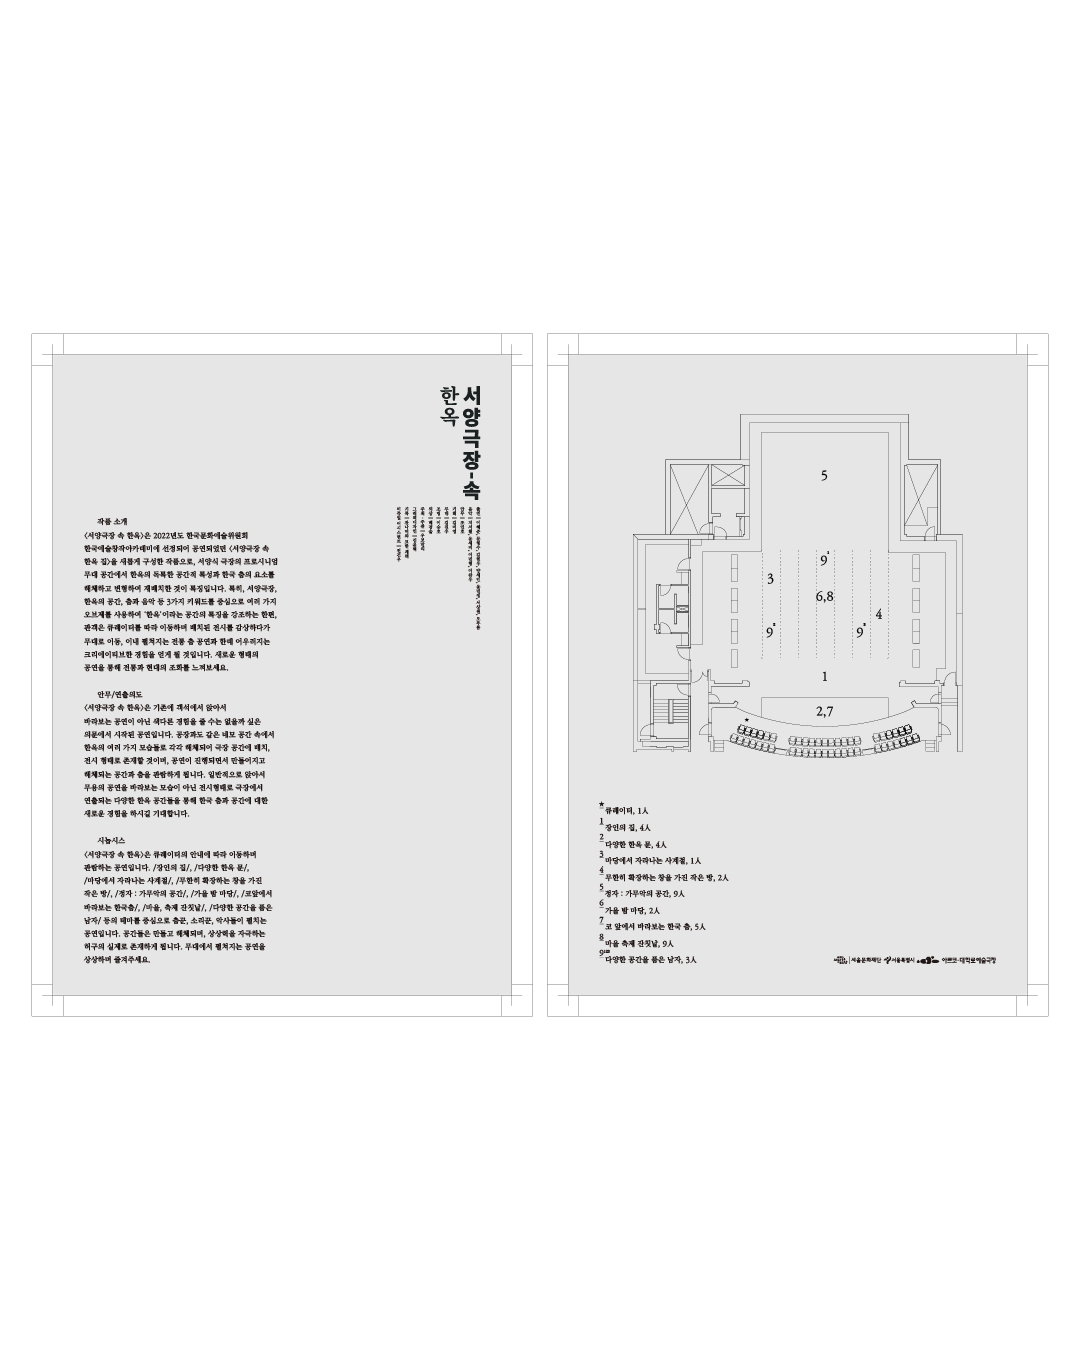 서양극장-속
한옥
작품 소개
〈서양극장 속 한옥〉은 2022년도 한국문화예술위원회
한국예술창작아카데미에 선정되어 공연되었던 〈서양극장 속
한옥 집〉을 새롭게 구성한 작품으로, 서양식 극장의 프로시니엄
무대 공간에서 한옥의 독특한 공간적 특성과 한국 춤의 요소를
해체하고 변형하여 재배치한 것이 특징입니다. 특히, 서양극장,
한옥의 공간, 춤과 음악 등 3가지 키워드를 중심으로 여러 가지
오브제를 사용하여 '한옥'이라는 공간의 특징을 강조하는 한편,
관객은 큐레이터를 따라 이동하며 배치된 전시를 감상하다가
무대로 이동, 이내 펼쳐지는 전통 춤 공연과 한데 어우러지는
크리에이티브한 경험을 얻게 될 것입니다. 새로운 형태의
공연을 통해 전통과 현대의 조화를 느껴보세요.
안무/연출의도
〈서양극장 속 한옥〉은 기존에 객석에서 앉아서
바라보는 공연이 아닌 색다른 경험을 줄 수는 없을까 싶은
의문에서 시작된 공연입니다. 공장과도 같은 네모 공간 속에서
한옥의 여러 가지 모습들로 각각 해체되어 극장 공간에 배치,
전시 형태로 존재할 것이며, 공연이 진행되면서 만들어지고
해체되는 공간과 춤을 관람하게 됩니다. 일반적으로 앉아서
무용의 공연을 바라보는 모습이 아닌 전시형태로 극장에서
연출되는 다양한 한옥 공간들을 통해 한국 춤과 공간에 대한
새로운 경험을 하시길 기대합니다.
시놉시스
〈서양극장 속 한옥〉은 큐레이터의 안내에 따라 이동하며
관람하는 공연입니다. /장인의 집/, /다양한 한옥 문/,
/마당에서 자라나는 사계절/, /무한히 확장하는 창을 가진
작은 방/, /정자 : 가무악의 공간/, /가을 밤 마당/, /코앞에서
바라보는 한국춤/, /마을, 축제 잔칫날/, /다양한 공간을 품은
남자/ 등의 테마를 중심으로 춤꾼, 소리꾼, 악사들이 펼치는
공연입니다. 공간들은 만들고 해체되며, 상상력을 자극하는
허구의 실제로 존재하게 됩니다. 무대에서 펼쳐지는 공연을
상상하며 즐겨주세요.
5
9¹
3
6,8
4
9²
9³
1
2,7
★
★ 큐레이터, 1人
1 장인의 집, 4人
2 다양한 한옥 문, 4人
3 마당에서 자라나는 사계절, 1人
4 무한히 확장하는 창을 가진 작은 방, 2人
5 정자 : 가무악의 공간, 9人
6 가을 밤 마당, 2人
7 코 앞에서 바라보는 한국 춤, 5人
8 마을 축제 잔칫날, 9人
9 다양한 공간을 품은 남자, 3人
서울문화재단 서울특별시 아르코·대학로예술극장